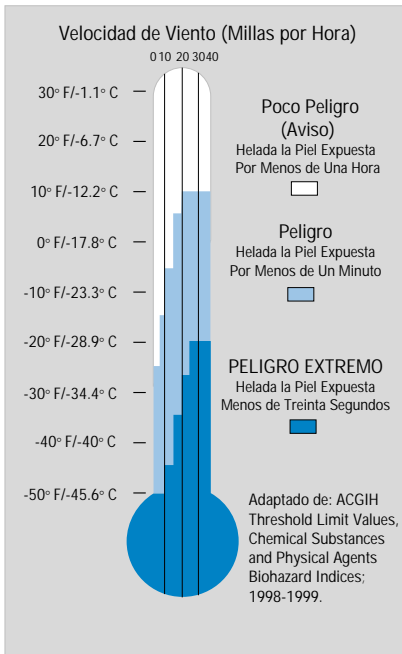 Velocidad de Viento (Millas por Hora)
0 10 20 30 40
30° F/-1.1° C
20° F/-6.7° C
10° F/-12.2° C
0° F/-17.8° C
-10° F/-23.3° C
-20° F/-28.9° C
-30° F/-34.4° C
-40° F/-40° C
-50° F/-45.6° C
Poco Peligro
(Aviso)
Helada la Piel Expuesta
Por Menos de Una Hora
Peligro
Helada la Piel Expuesta
Por Menos de Un Minuto
PELIGRO EXTREMO
Helada la Piel Expuesta
Menos de Treinta Segundos
Adaptado de: ACGIH
Threshold Limit Values,
Chemical Substances
and Physical Agents
Biohazard Indices;
1998-1999.